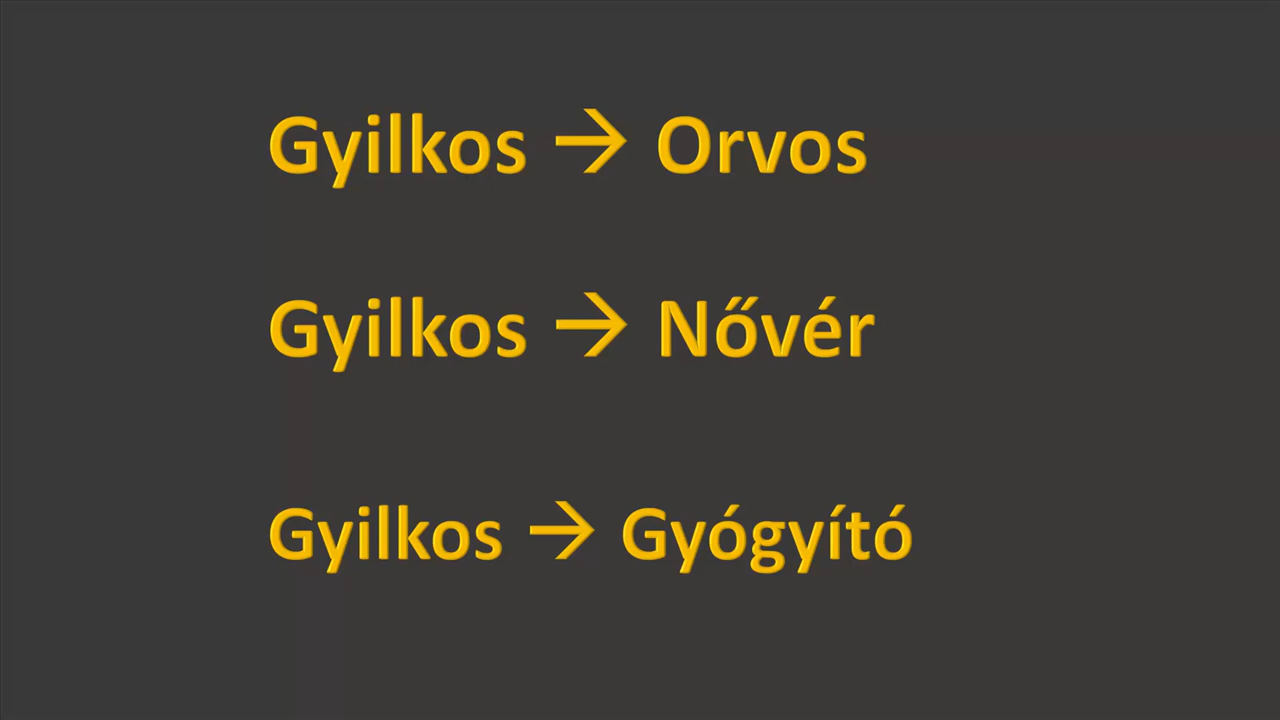 Gyilkos → Orvos
Gyilkos → Nővér
Gyilkos → Gyógyító